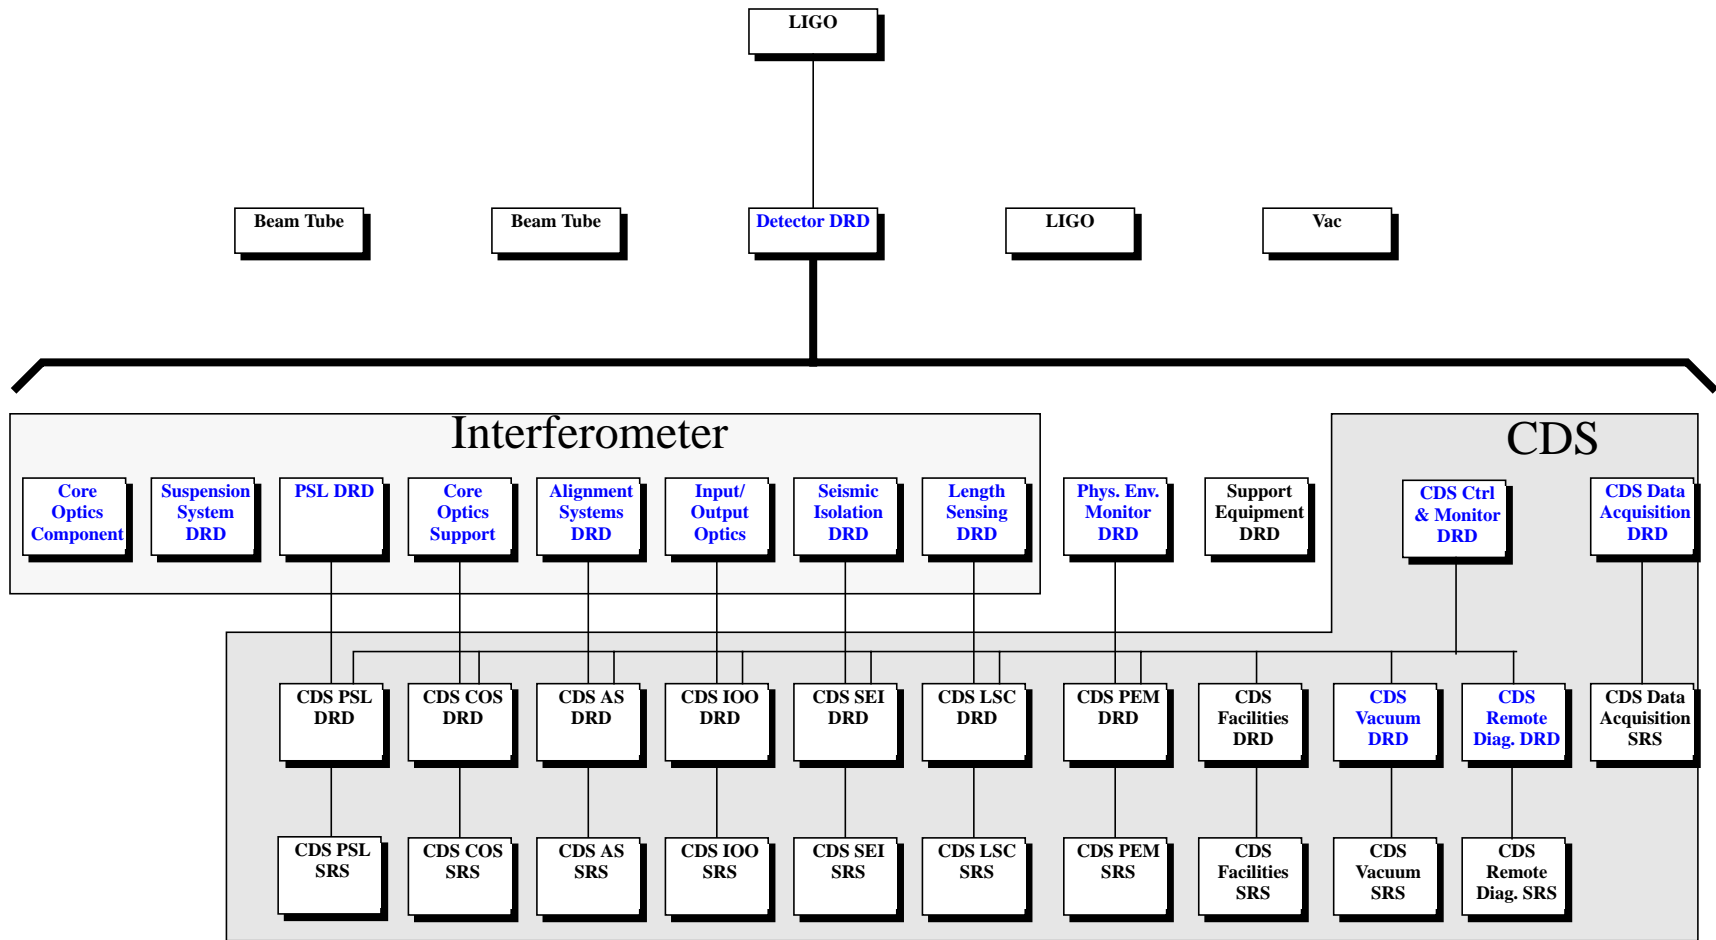 LIGO
Beam Tube
Beam Tube
Detector DRD
LIGO
Vac
Interferometer
CDS
Core
Optics
Component
Suspension
System
DRD
PSL DRD
Core
Optics
Support
Alignment
Systems
DRD
Input/
Output
Optics
Seismic
Isolation
DRD
Length
Sensing
DRD
Phys. Env.
Monitor
DRD
Support
Equipment
DRD
CDS Ctrl
& Monitor
DRD
CDS Data
Acquisition
DRD
CDS PSL
DRD
CDS COS
DRD
CDS AS
DRD
CDS IOO
DRD
CDS SEI
DRD
CDS LSC
DRD
CDS PEM
DRD
CDS
Facilities
DRD
CDS
Vacuum
DRD
CDS
Remote
Diag. DRD
CDS Data
Acquisition
SRS
CDS PSL
SRS
CDS COS
SRS
CDS AS
SRS
CDS IOO
SRS
CDS SEI
SRS
CDS LSC
SRS
CDS PEM
SRS
CDS
Facilities
SRS
CDS
Vacuum
SRS
CDS
Remote
Diag. SRS